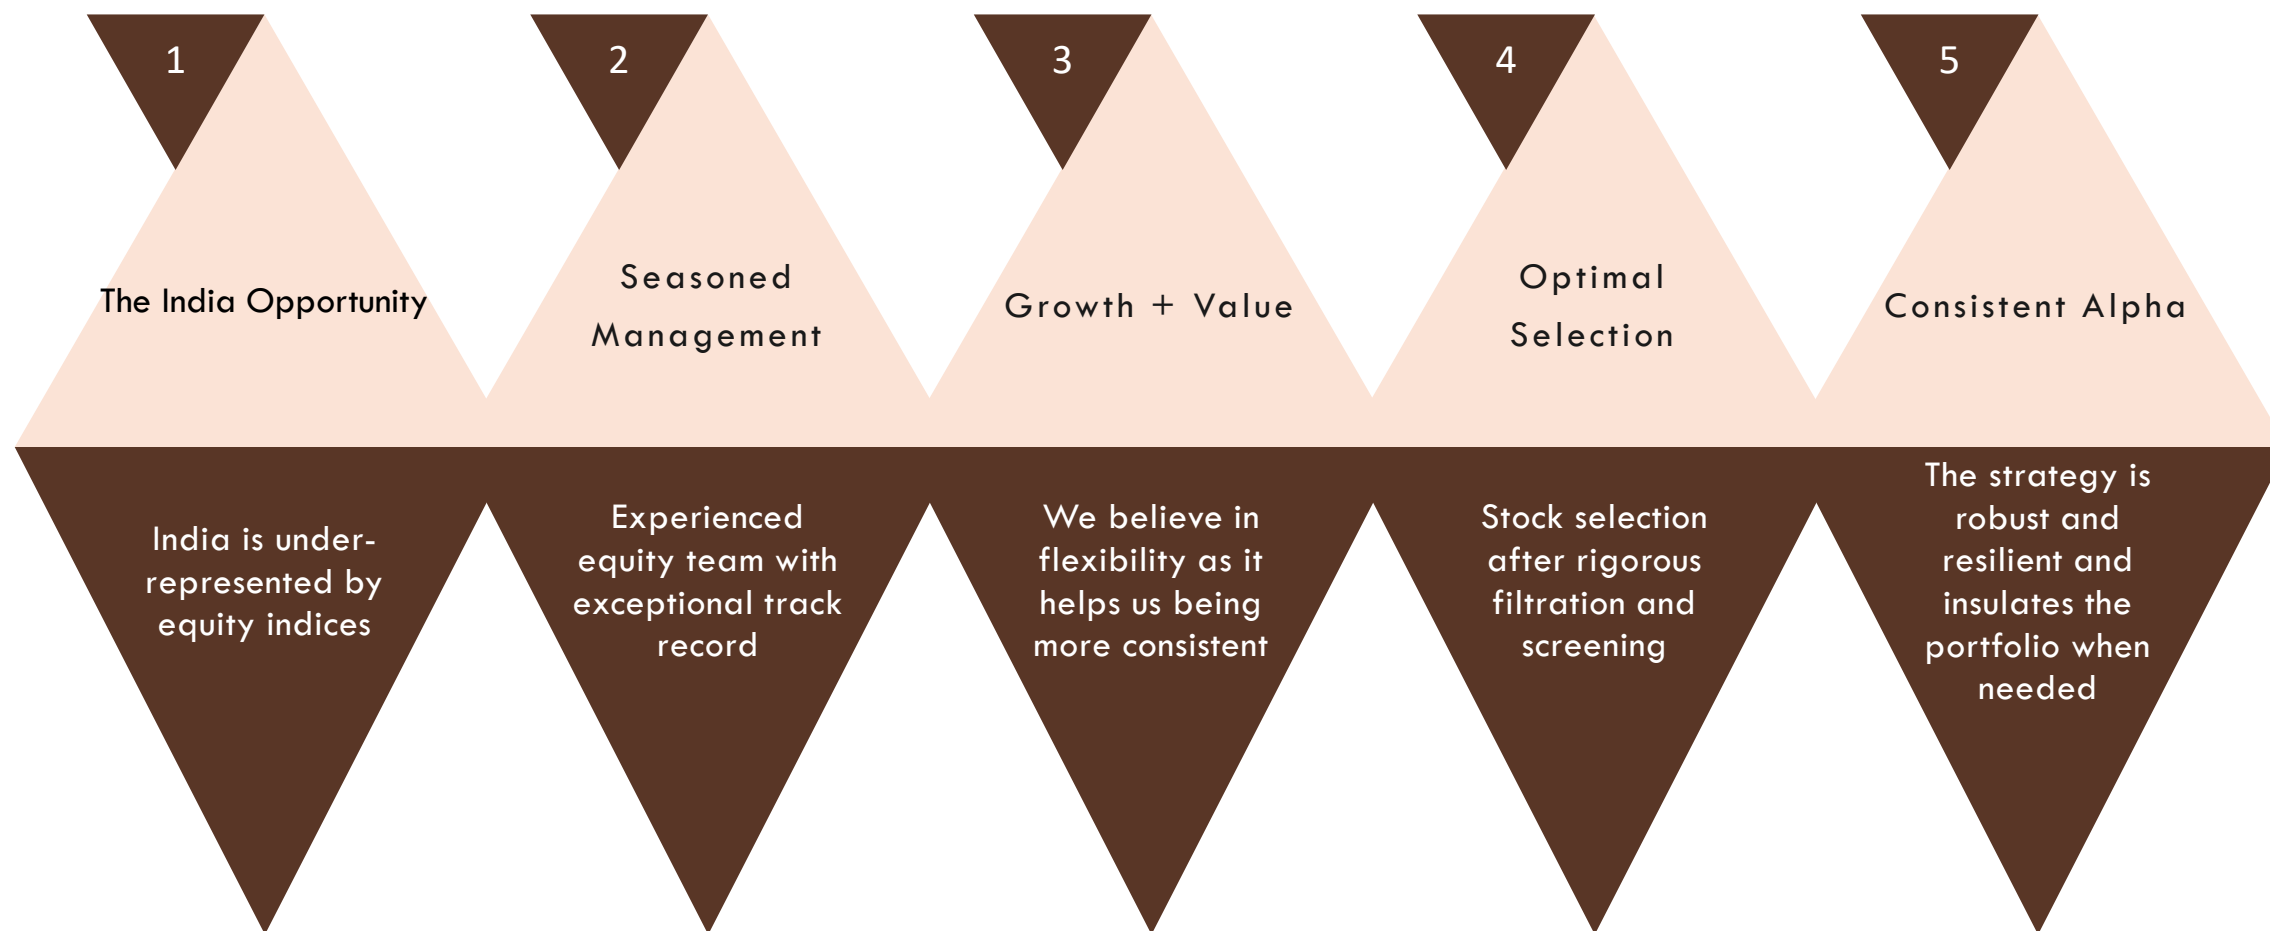 1
The India Opportunity
India is under-
represented by
equity indices
2
Seasoned
Management
Experienced
equity team with
exceptional track
record
3
Growth + Value
We believe in
flexibility as it
helps us being
more consistent
4
Optimal
Selection
Stock selection
after rigorous
filtration and
screening
5
Consistent Alpha
The strategy is
robust and
resilient and
insulates the
portfolio when
needed